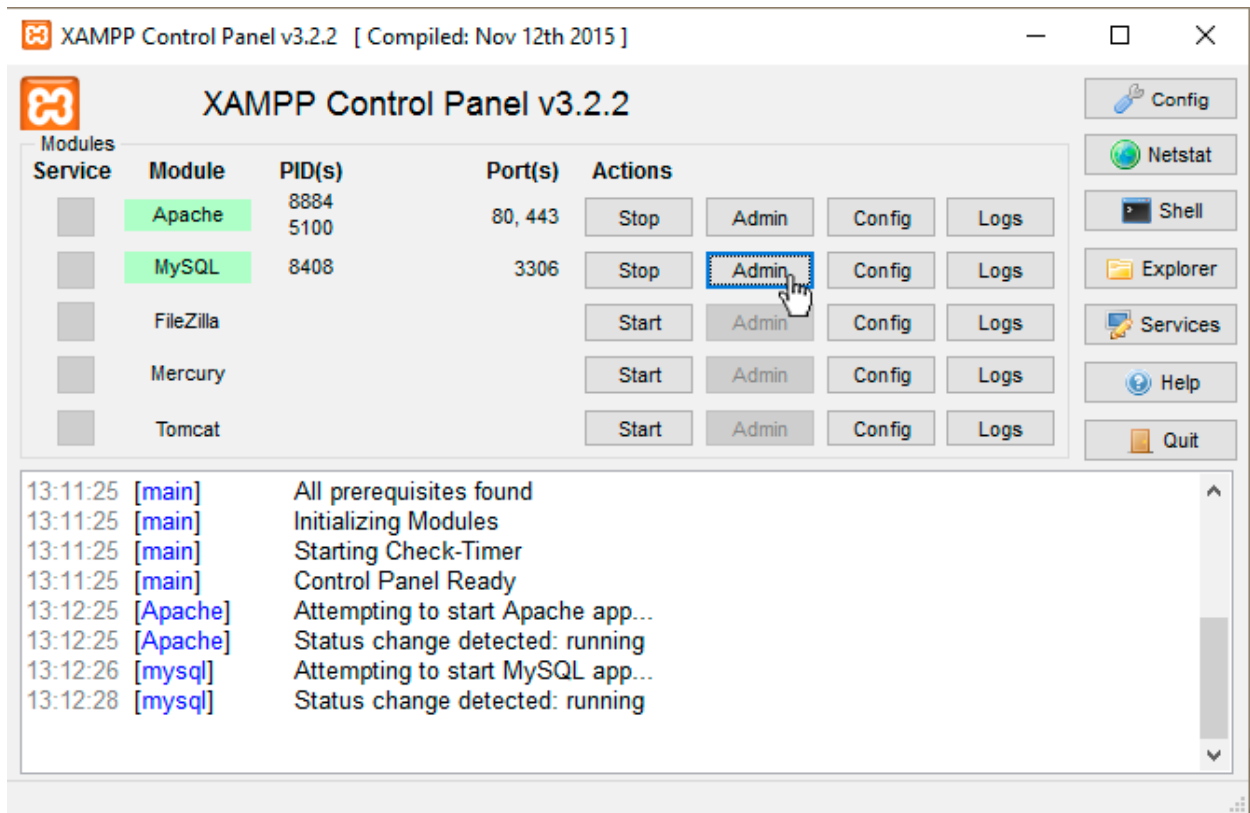 XAMPP Control Panel v3.2.2 [ Compiled: Nov 12th 2015 ]
XAMPP Control Panel v3.2.2
Config
Modules
Netstat
Service Module PID(s) Port(s) Actions
Apache 8884 5100 80, 443 Stop Admin Config Logs
Shell
MySQL 8408 3306 Stop Admin Config Logs
Explorer
FileZilla Start Admin Config Logs
Services
Mercury Start Admin Config Logs
Help
Tomcat Start Admin Config Logs
Quit
13:11:25 [main] All prerequisites found
13:11:25 [main] Initializing Modules
13:11:25 [main] Starting Check-Timer
13:11:25 [main] Control Panel Ready
13:12:25 [Apache] Attempting to start Apache app...
13:12:25 [Apache] Status change detected: running
13:12:26 [mysql] Attempting to start MySQL app...
13:12:28 [mysql] Status change detected: running